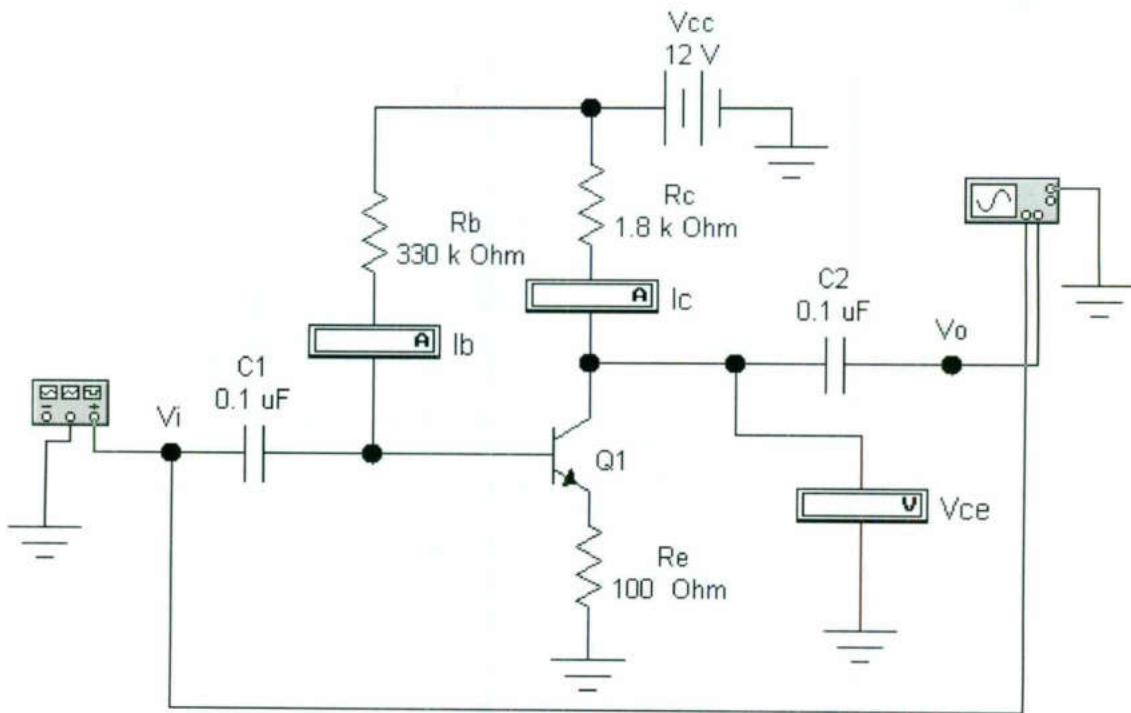 Vcc
12 V
Rb
330 k Ohm
Rc
1.8 k Ohm
A
Ic
A
Ib
C1
0.1 uF
C2
0.1 uF
Vo
Vi
- +
Q1
V
Vce
Re
100 Ohm